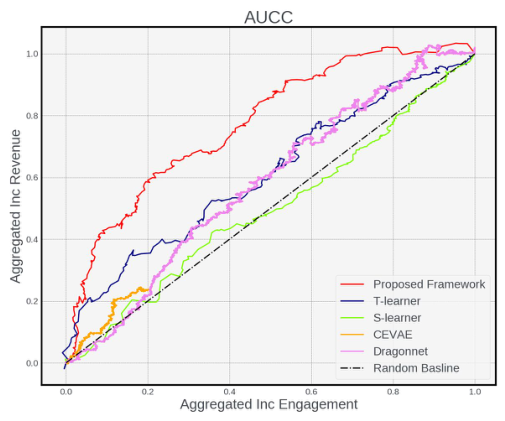 AUCC
Aggregated Inc Revenue
1.0
0.8
0.6
0.4
0.2
0.0
0.0 0.2 0.4 0.6 0.8 1.0
Aggregated Inc Engagement
Proposed Framework
T-learner
S-learner
CEVAE
Dragonnet
Random Basline